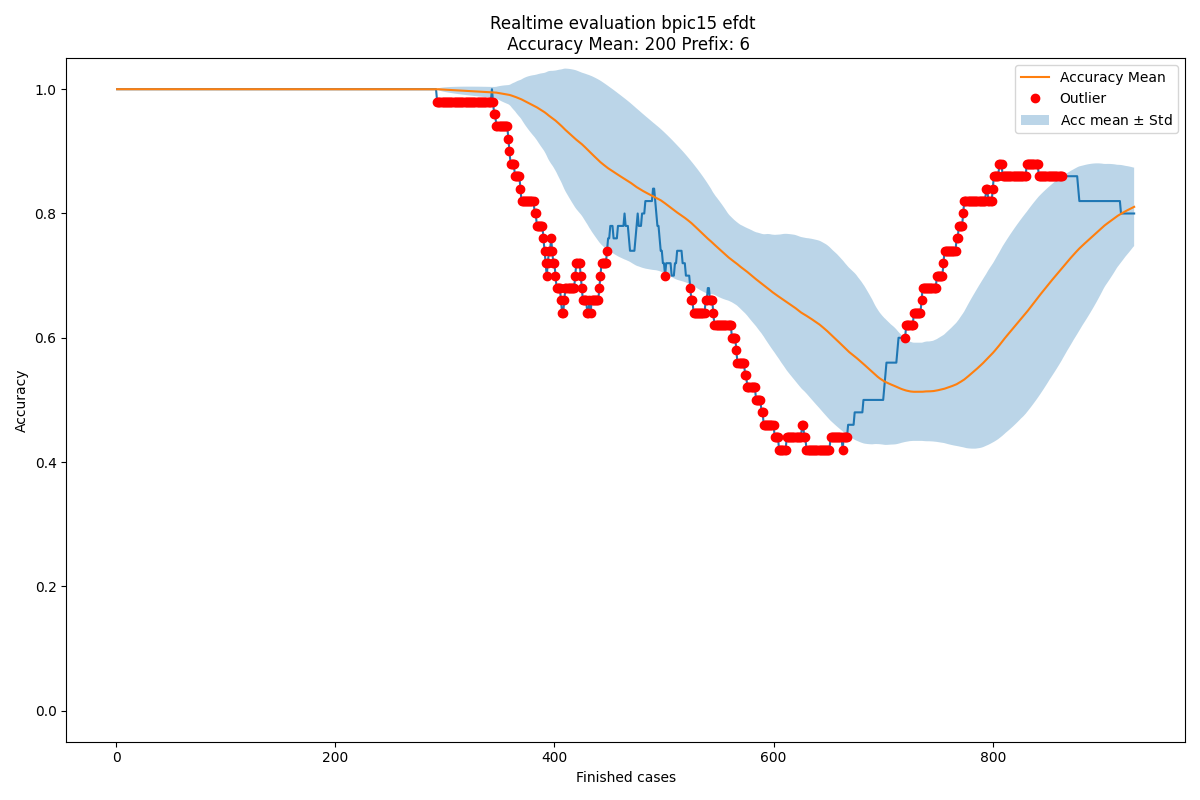 Realtime evaluation bpic15 efdt
Accuracy Mean: 200 Prefix: 6
Accuracy Mean
Outlier
Acc mean ± Std
1.0
0.8
0.6
0.4
0.2
0.0
Accuracy
0
200
400
600
800
Finished cases